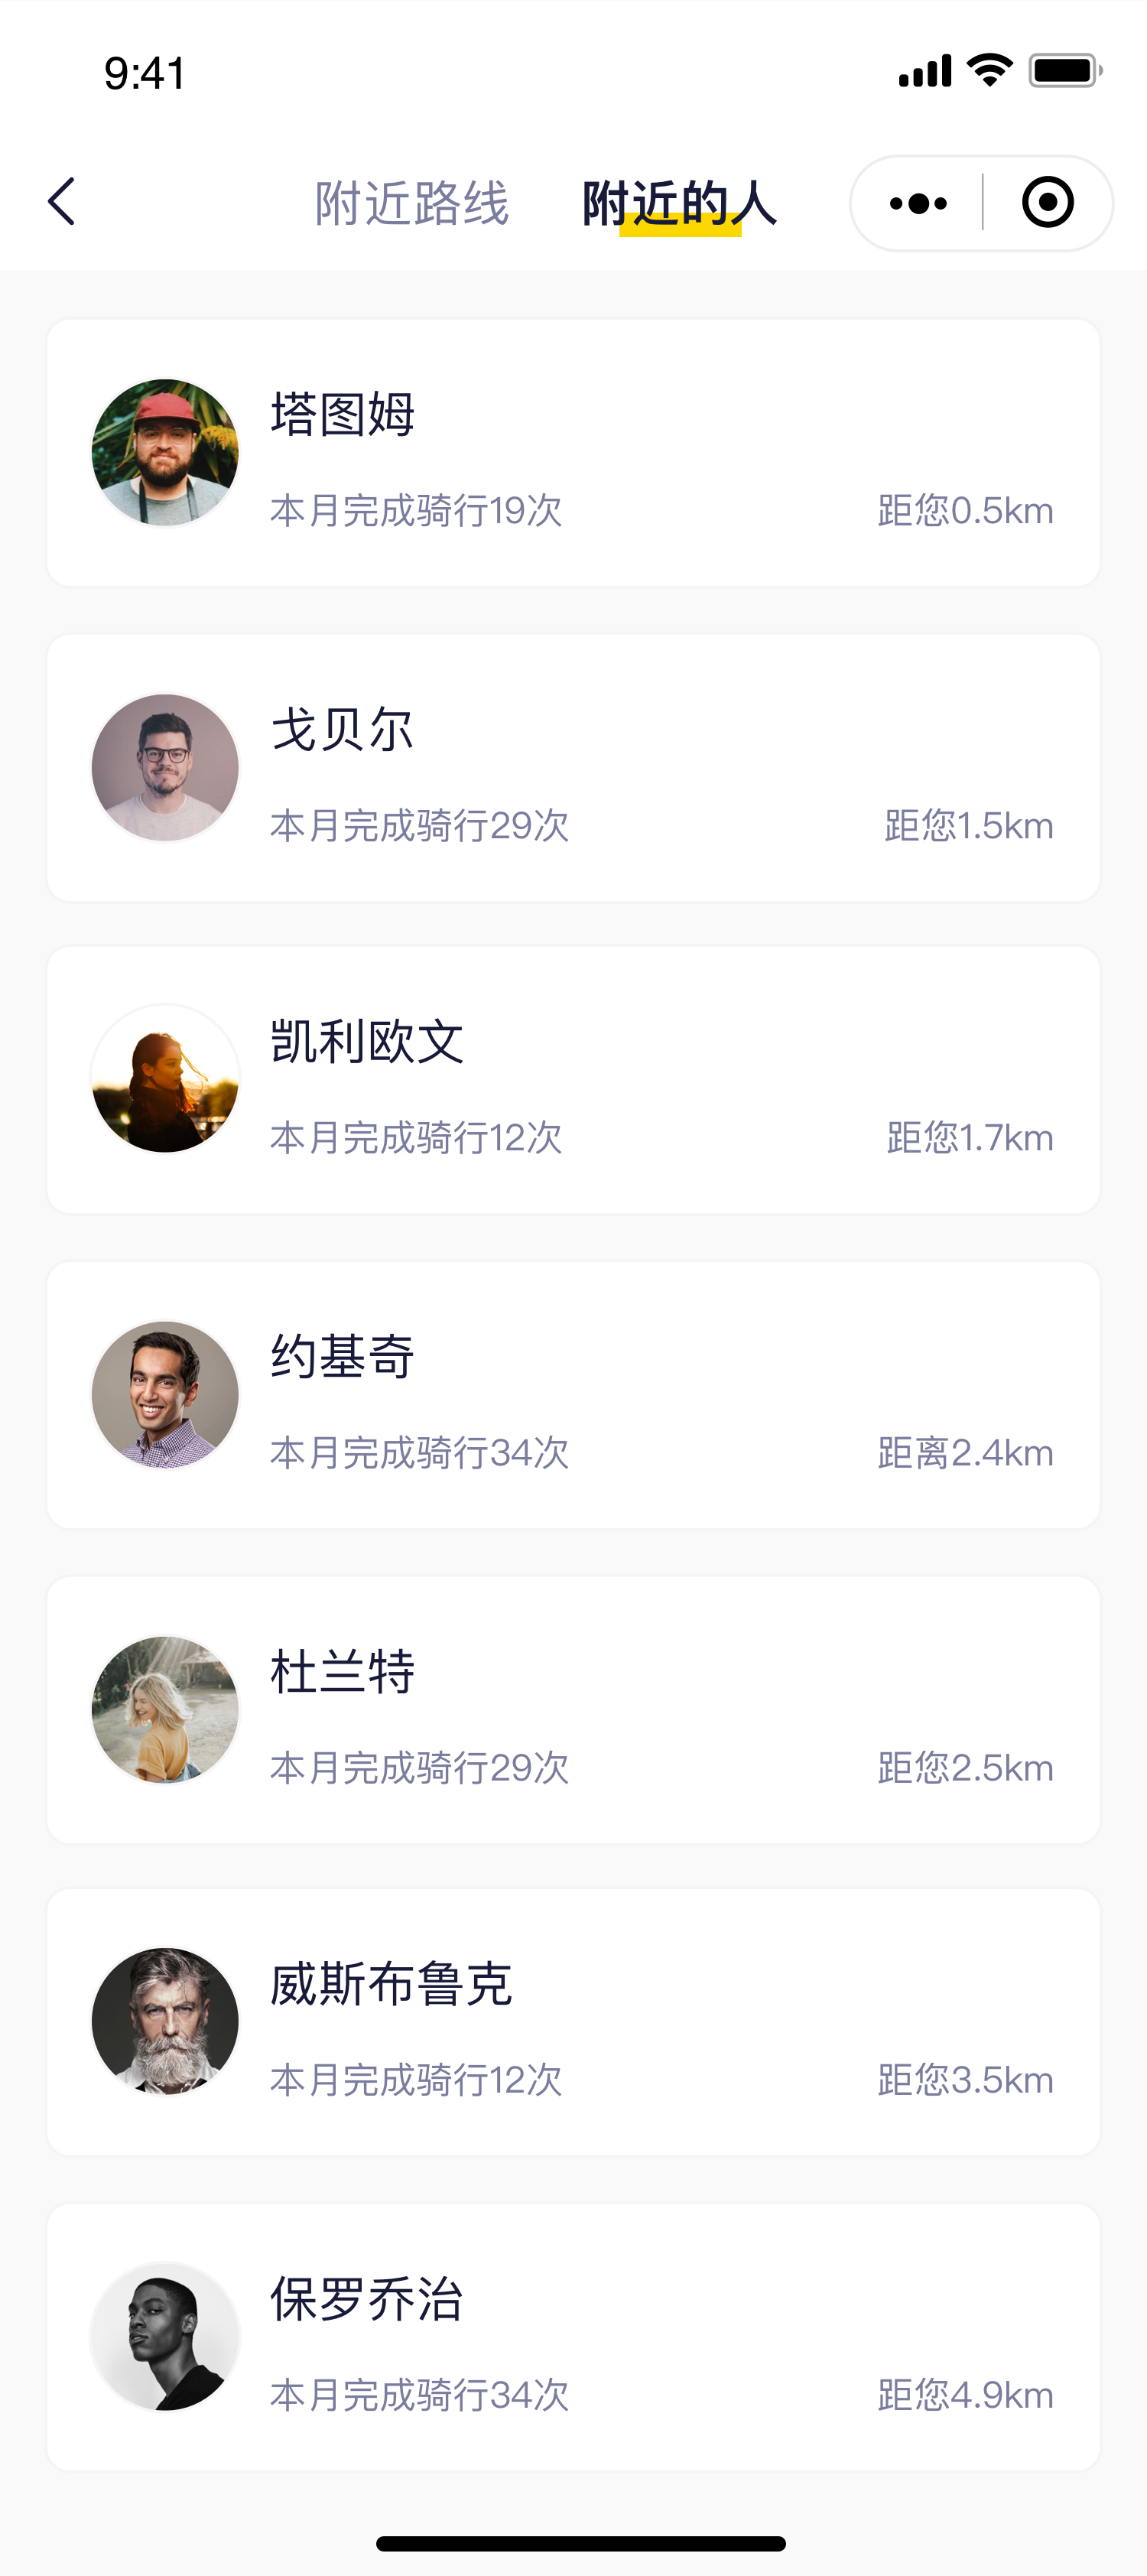 9:41
附近路线 附近的人
塔图姆
本月完成骑行19次 距您0.5km
戈贝尔
本月完成骑行29次 距您1.5km
凯利欧文
本月完成骑行12次 距您1.7km
约基奇
本月完成骑行34次 距离2.4km
杜兰特
本月完成骑行29次 距您2.5km
威斯布鲁克
本月完成骑行12次 距您3.5km
保罗乔治
本月完成骑行34次 距您4.9km